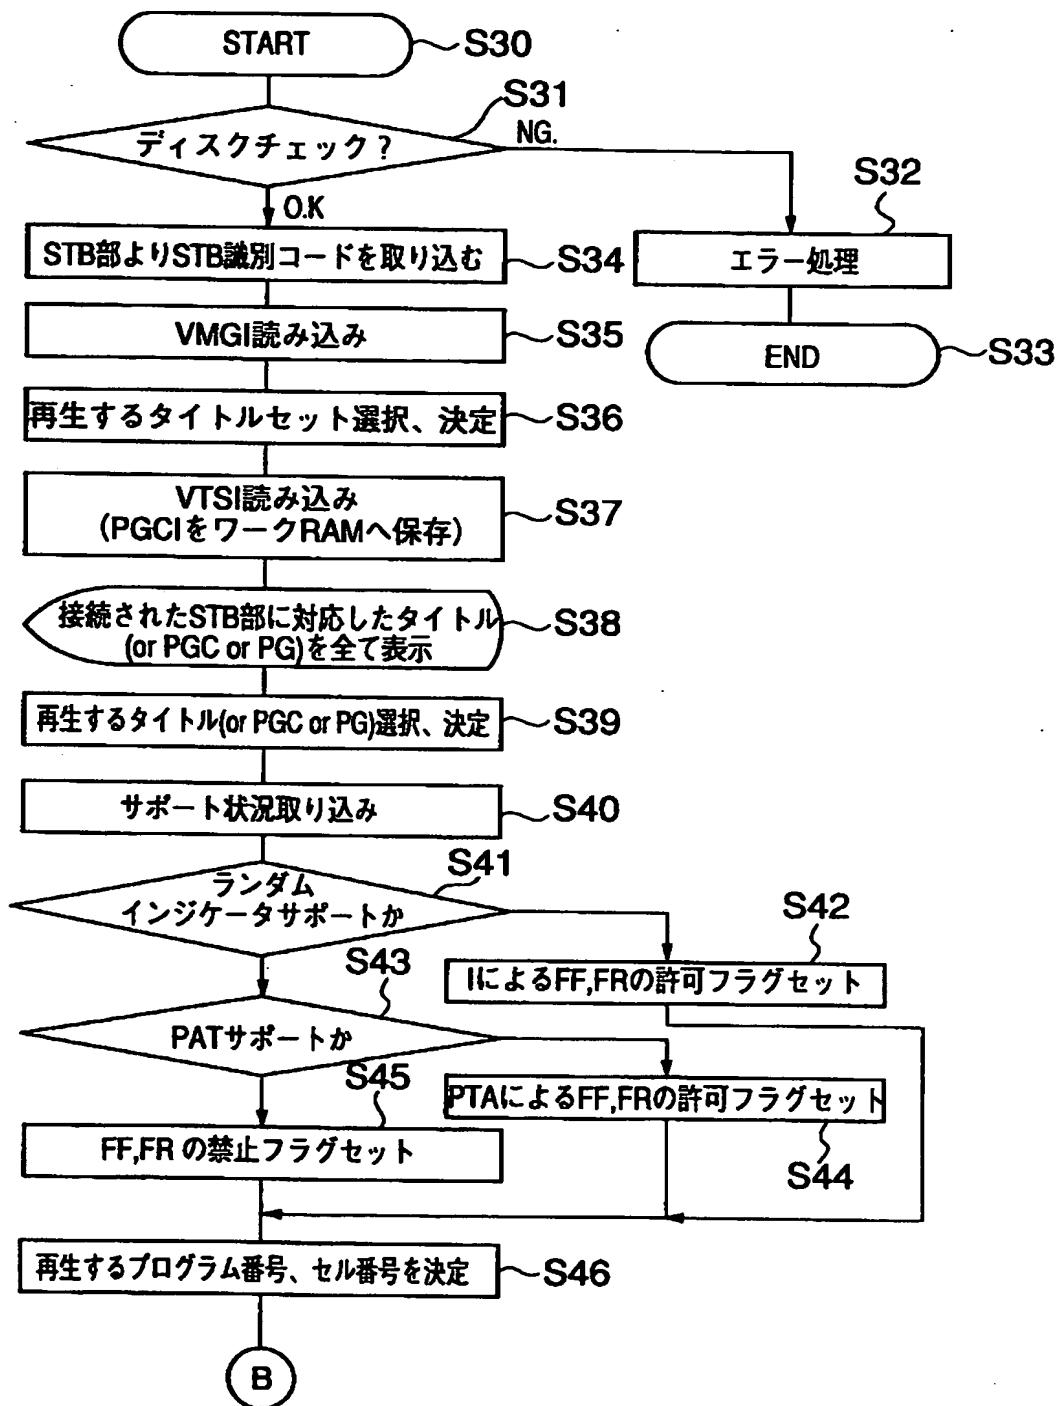 START
S30
S31
ディスクチェック?
NG.
O.K
S32
STB部よりSTB識別コードを取り込む
S34
エラー処理
VMGI読み込み
S35
END
S33
再生するタイトルセット選択、決定
S36
VTSI読み込み
(PGCIをワークRAMへ保存)
S37
接続されたSTB部に対応したタイトル
(or PGC or PG)を全て表示
S38
再生するタイトル(or PGC or PG)選択、決定
S39
サポート状況取り込み
S40
S41
ランダム
インジケータサポートか
S42
IによるFF,FRの許可フラグセット
S43
PATサポートか
S45
PTAによるFF,FRの許可フラグセット
S44
FF,FR の禁止フラグセット
再生するプログラム番号、セル番号を決定
S46
B